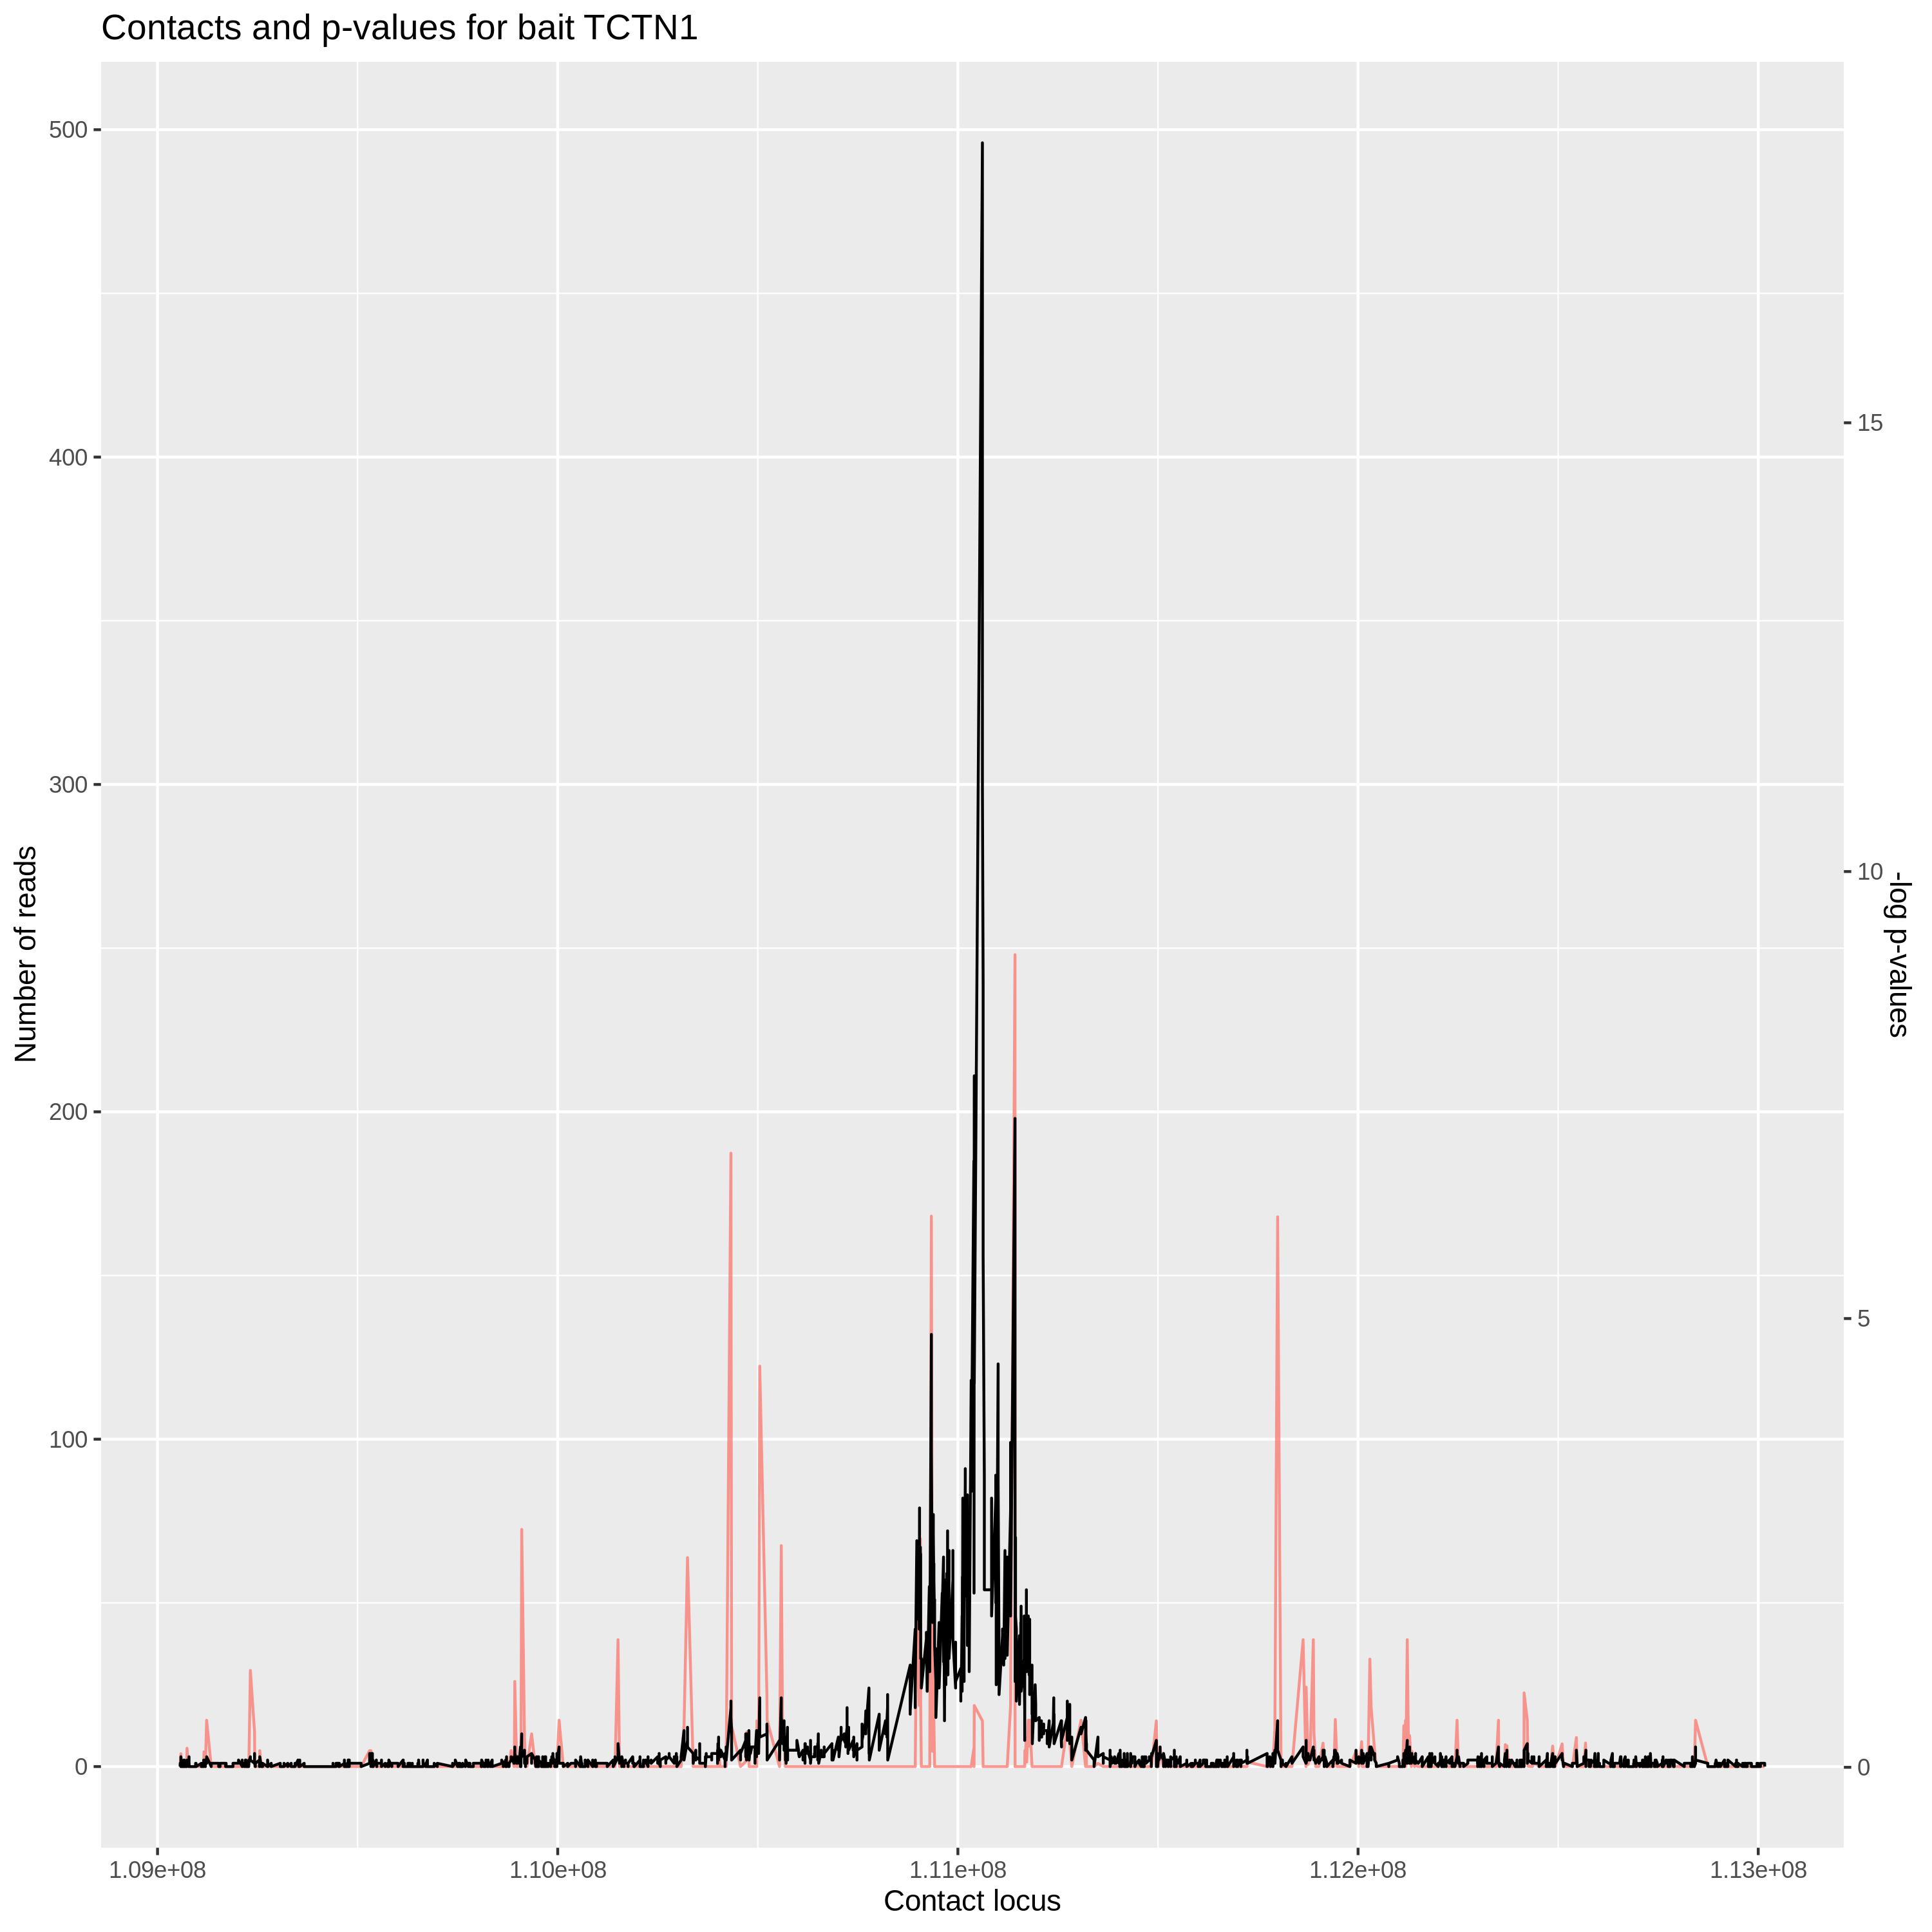 Contacts and p-values for bait TCTN1
500
400
300
200
100
0
Number of reads
15
10
5
0
-log p-values
1.09e+08
1.10e+08
1.11e+08
1.12e+08
1.13e+08
Contact locus